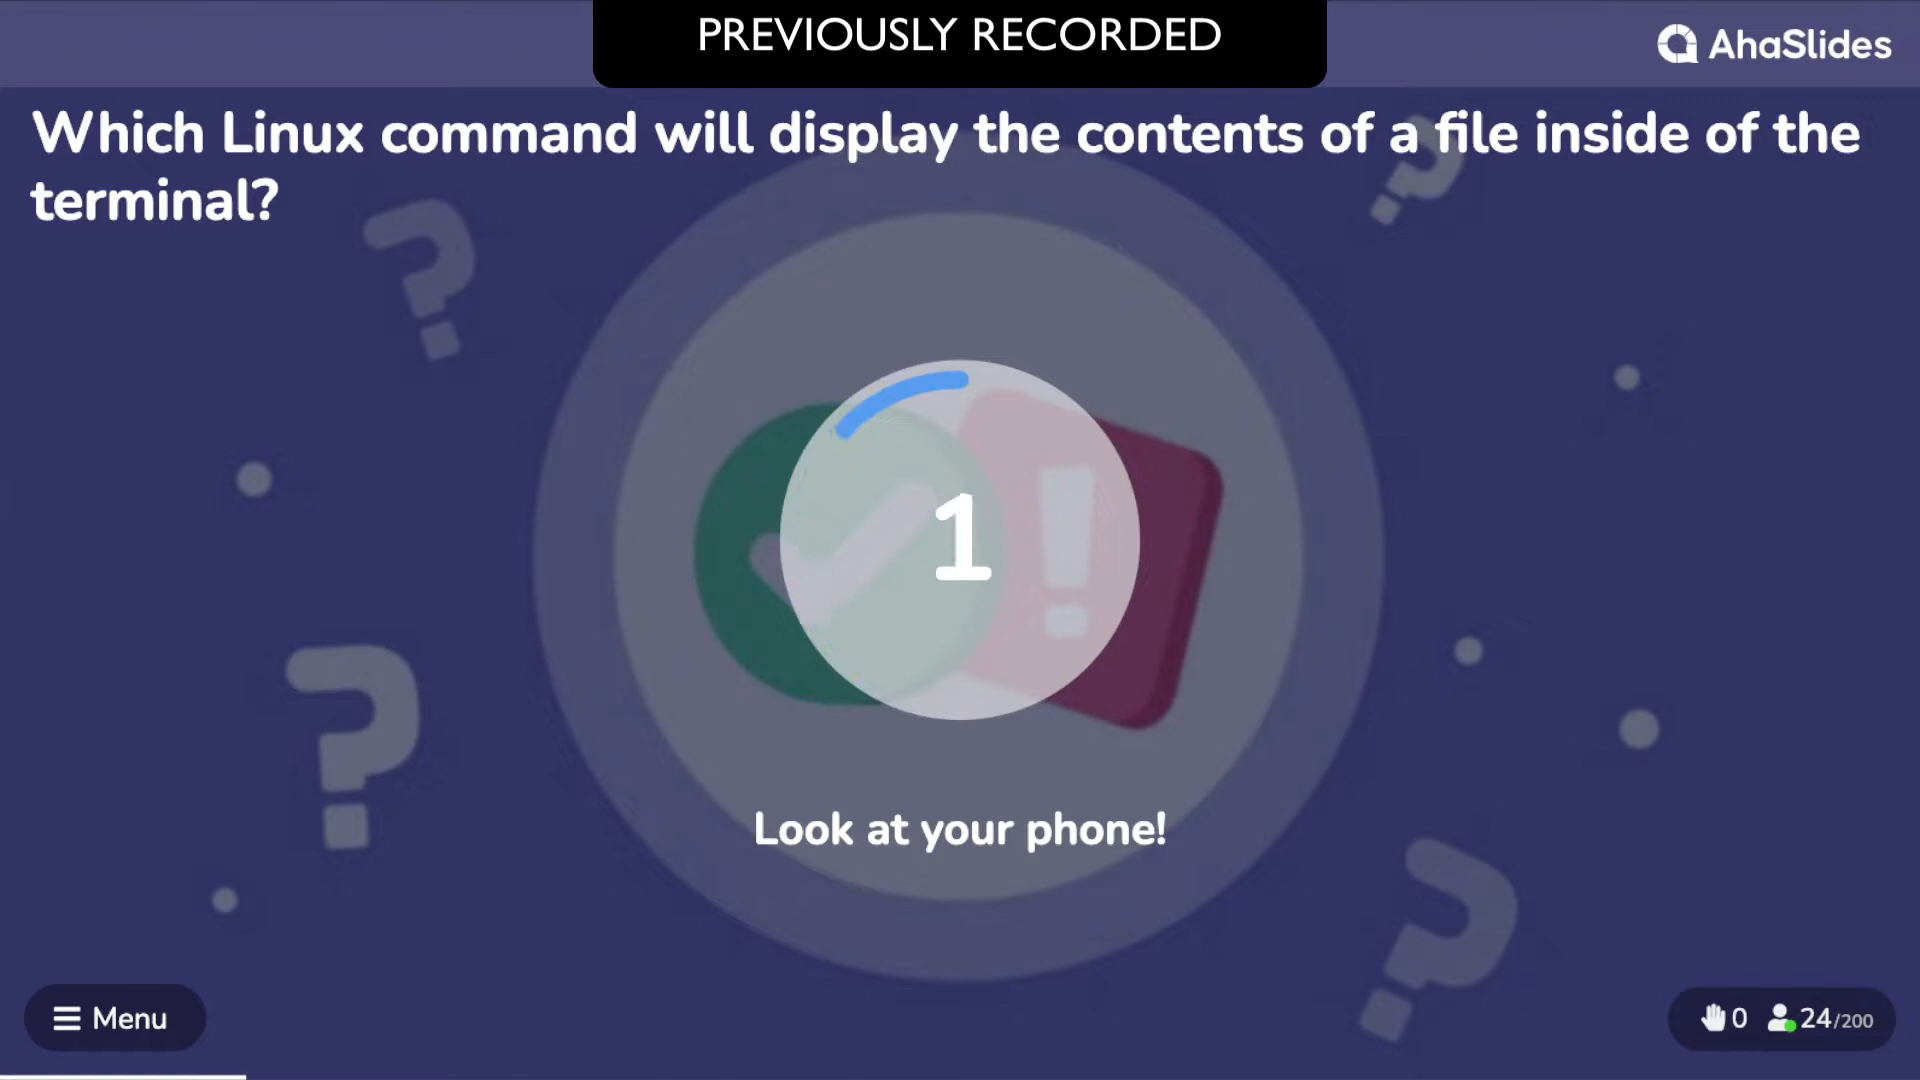 PREVIOUSLY RECORDED
AhaSlides
Which Linux command will display the contents of a file inside of the
terminal?
1
Look at your phone!
Menu
0 24/200